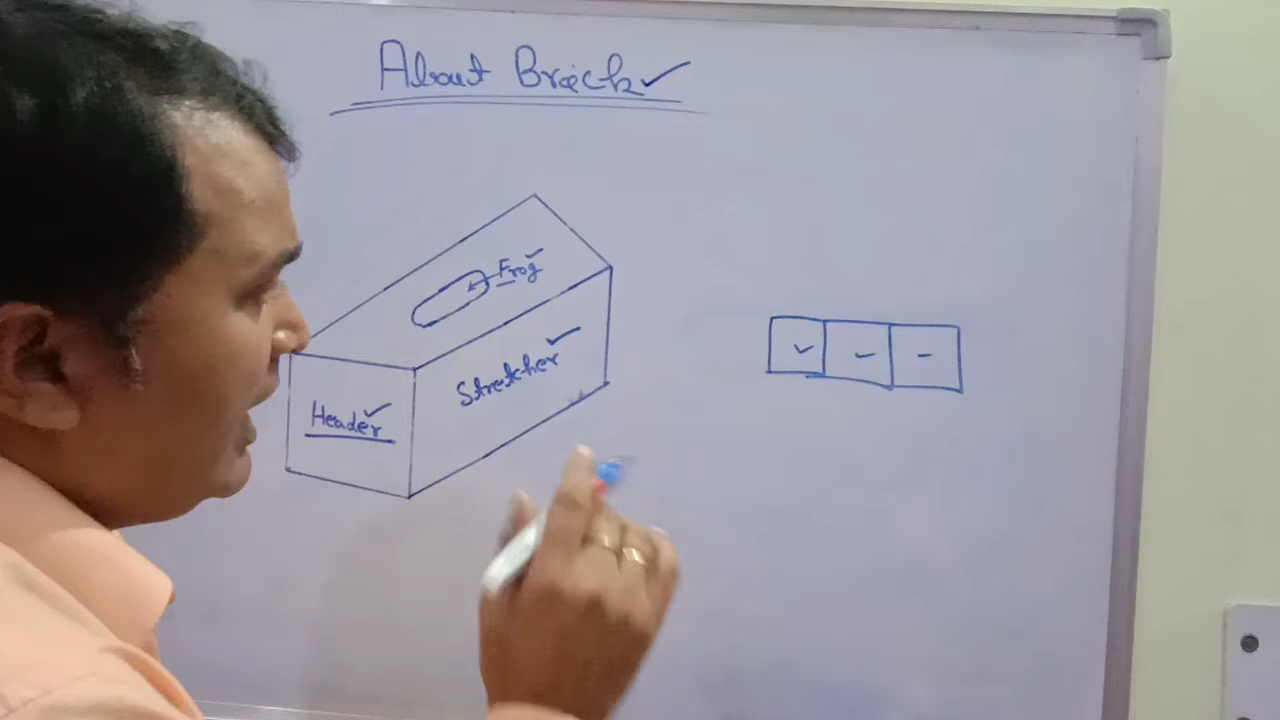 About Brick ✓
Frog ✓
Stretcher ✓
Header ✓